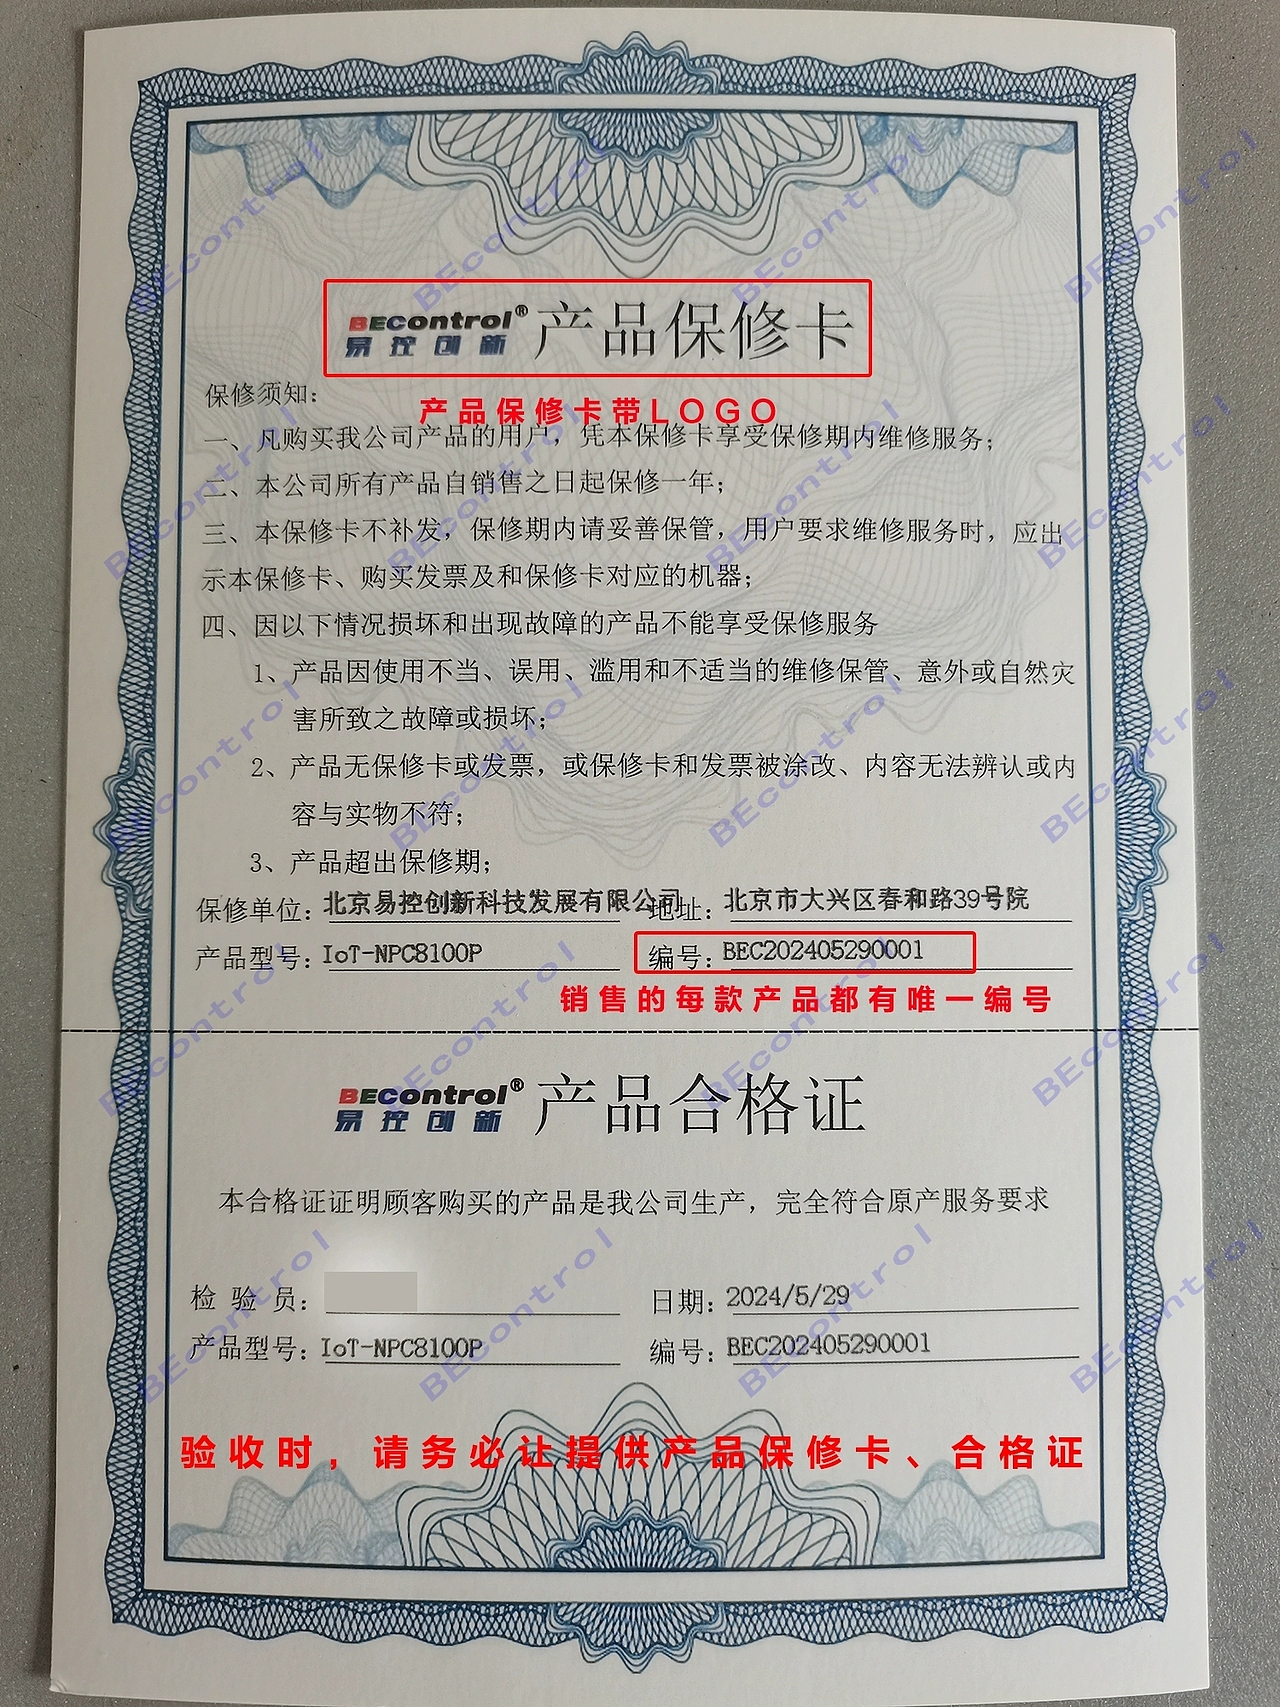 BEcontrol® 产品保修卡
易控创新
保修须知：
产品保修卡带LOGO
一、凡购买我公司产品的用户，凭本保修卡享受保修期内维修服务；
二、本公司所有产品自销售之日起保修一年；
三、本保修卡不补发，保修期内请妥善保管，用户要求维修服务时，应出
示本保修卡、购买发票及和保修卡对应的机器；
四、因以下情况损坏和出现故障的产品不能享受保修服务
1、产品因使用不当、误用、滥用和不适当的维修保管、意外或自然灾
害所致之故障或损坏；
2、产品无保修卡或发票，或保修卡和发票被涂改、内容无法辨认或内
容与实物不符；
3、产品超出保修期；
保修单位：北京易控创新科技发展有限公司 地址：北京市大兴区春和路39号院
产品型号：IoT-NPC8100P 编号：BEC202405290001
销售的每款产品都有唯一编号
BEcontrol® 产品合格证
易控创新
本合格证证明顾客购买的产品是我公司生产，完全符合原产服务要求
检 验 员： 日期：2024/5/29
产品型号：IoT-NPC8100P 编号：BEC202405290001
验收时，请务必让提供产品保修卡、合格证